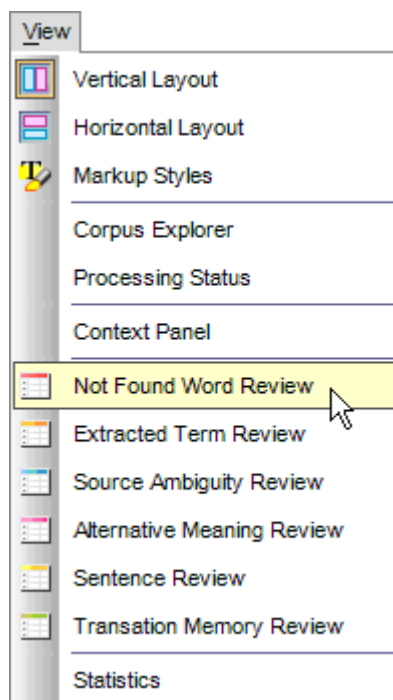 View
Vertical Layout
Horizontal Layout
Markup Styles
Corpus Explorer
Processing Status
Context Panel
Not Found Word Review
Extracted Term Review
Source Ambiguity Review
Alternative Meaning Review
Sentence Review
Transation Memory Review
Statistics